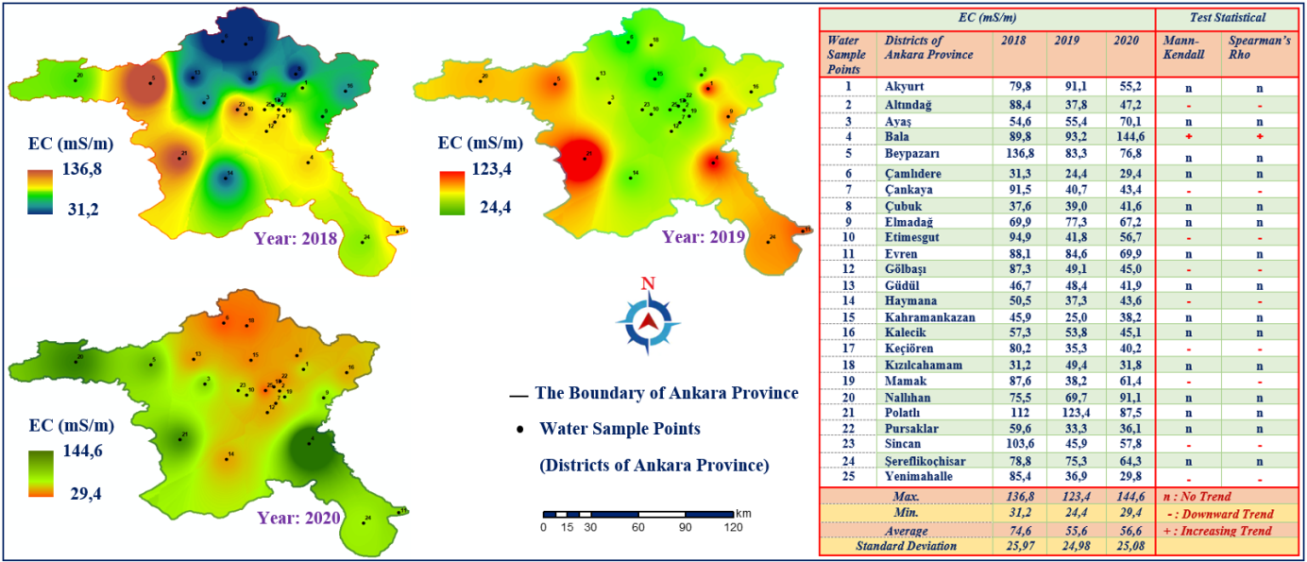 EC (mS/m)
136,8
31,2
Year: 2018
EC (mS/m)
123,4
24,4
Year: 2019
EC (mS/m)
144,6
29,4
Year: 2020
N
The Boundary of Ankara Province
Water Sample Points
(Districts of Ankara Province)
0 15 30 60 90 120 km
EC (mS/m) Test Statistical
Water Sample Points Districts of Ankara Province 2018 2019 2020 Mann-Kendall Spearman's Rho
1 Akyurt 79,8 91,1 55,2 n n
2 Altındağ 88,4 37,8 47,2 - -
3 Ayaş 54,6 55,4 70,1 n n
4 Bala 89,8 93,2 144,6 + +
5 Beypazarı 136,8 83,3 76,8 n n
6 Çamlıdere 31,3 24,4 29,4 n n
7 Çankaya 91,5 40,7 43,4 - -
8 Çubuk 37,6 39,0 41,6 n n
9 Elmadağ 69,9 77,3 67,2 n n
10 Etimesgut 94,9 41,8 56,7 - -
11 Evren 88,1 84,6 69,9 n n
12 Gölbaşı 87,3 49,1 45,0 - -
13 Güdül 46,7 48,4 41,9 n n
14 Haymana 50,5 37,3 43,6 - -
15 Kahramankazan 45,9 25,0 38,2 n n
16 Kalecik 57,3 53,8 45,1 n n
17 Keçiören 80,2 35,3 40,2 - -
18 Kızılcahamam 31,2 49,4 31,8 n n
19 Mamak 87,6 38,2 61,4 - -
20 Nallıhan 75,5 69,7 91,1 n n
21 Polatlı 112 123,4 87,5 n n
22 Pursaklar 59,6 33,3 36,1 n n
23 Sincan 103,6 45,9 57,8 - -
24 Şereflikoçhisar 78,8 75,3 64,3 n n
25 Yenimahalle 85,4 36,9 29,8 - -
Max. 136,8 123,4 144,6 n : No Trend
Min. 31,2 24,4 29,4 - : Downward Trend
Average 74,6 55,6 56,6 + : Increasing Trend
Standard Deviation 25,97 24,98 25,08